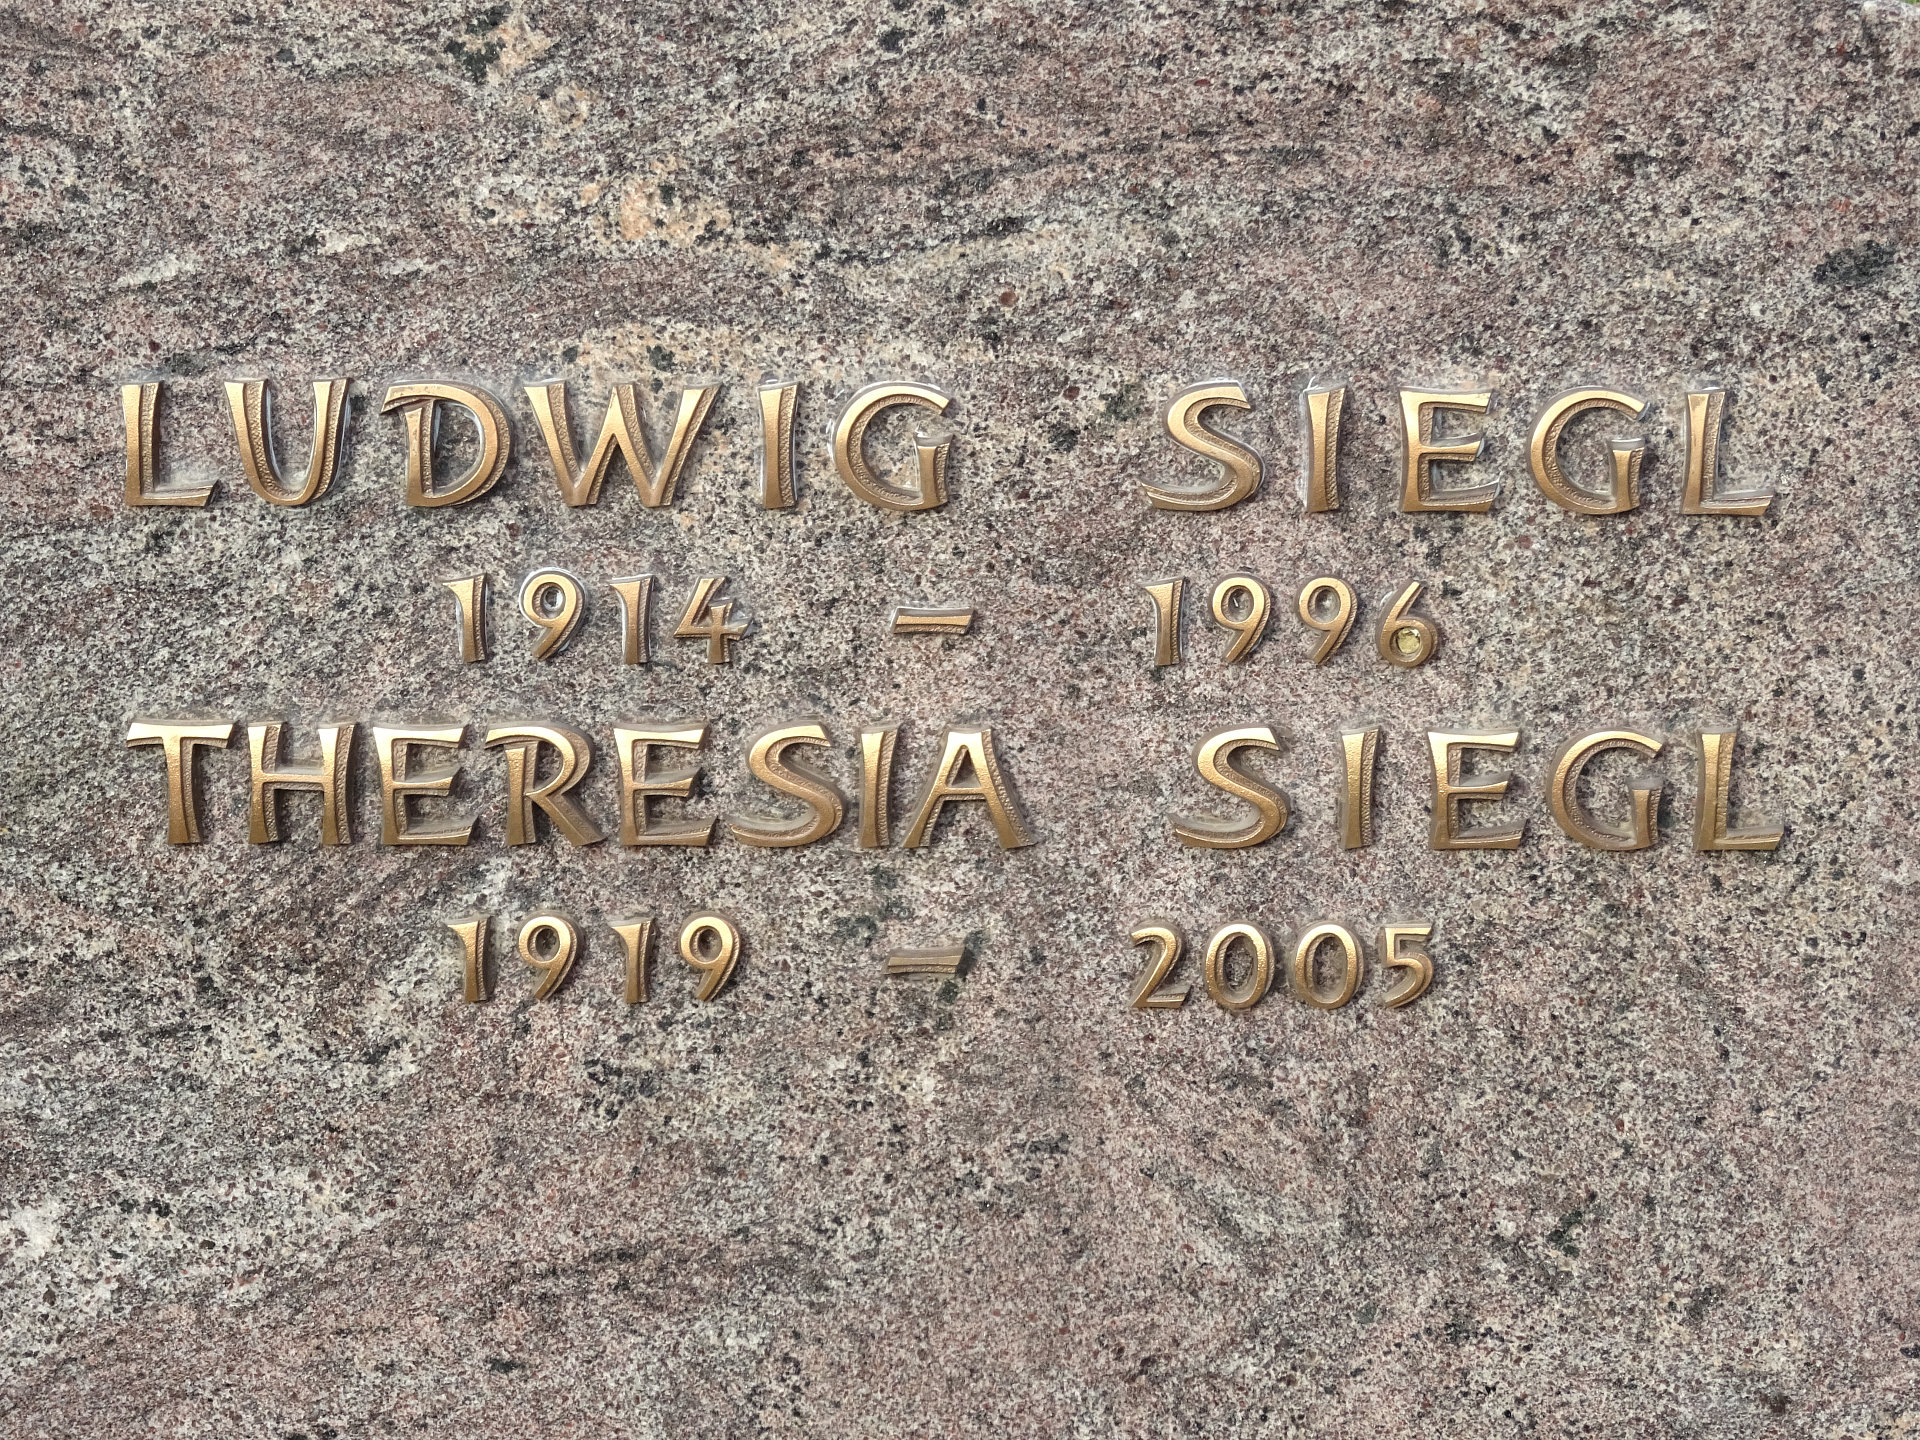 LUDWIG SIEGL
1914 – 1996
THERESIA SIEGL
1919 – 2005